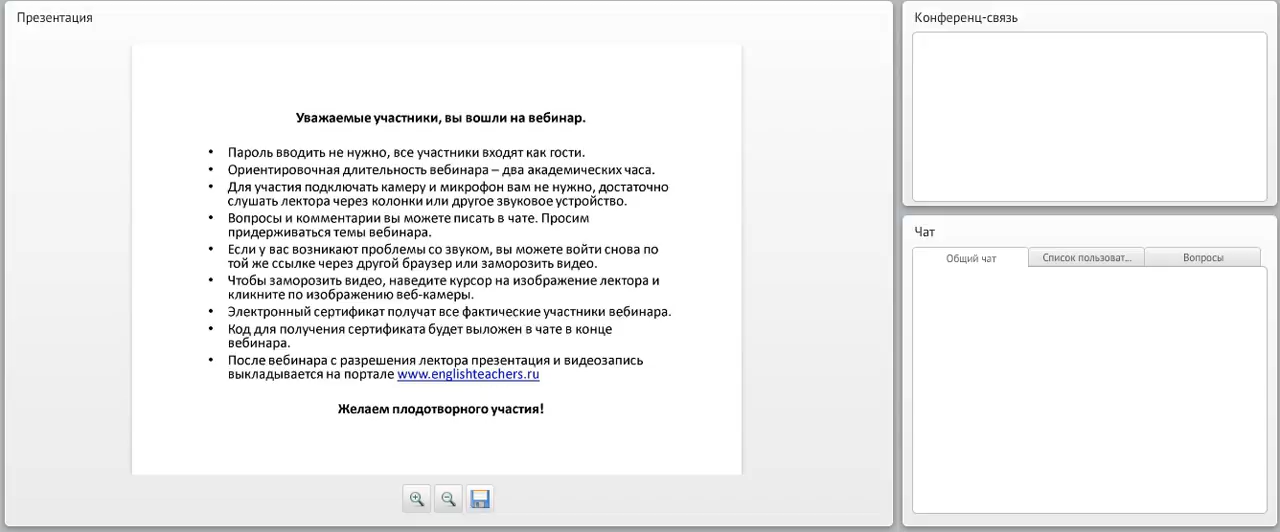 Презентация
Уважаемые участники, вы вошли на вебинар.
• Пароль вводить не нужно, все участники входят как гости.
• Ориентировочная длительность вебинара – два академических часа.
• Для участия подключать камеру и микрофон вам не нужно, достаточно
слушать лектора через колонки или другое звуковое устройство.
• Вопросы и комментарии вы можете писать в чате. Просим
придерживаться темы вебинара.
• Если у вас возникают проблемы со звуком, вы можете войти снова по
той же ссылке через другой браузер или заморозить видео.
• Чтобы заморозить видео, наведите курсор на изображение лектора и
кликните по изображению веб-камеры.
• Электронный сертификат получат все фактические участники вебинара.
• Код для получения сертификата будет выложен в чате в конце
вебинара.
• После вебинара с разрешения лектора презентация и видеозапись
выкладывается на портале www.englishteachers.ru
Желаем плодотворного участия!
Конференц-связь
Чат
Общий чат
Список пользоват...
Вопросы